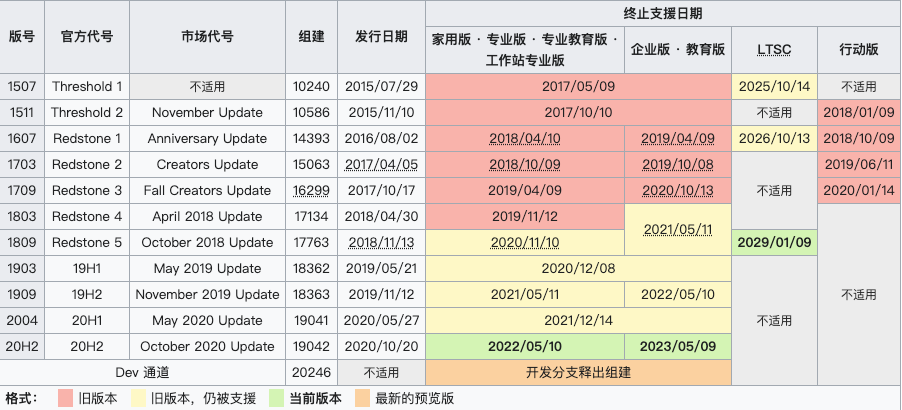 版号 官方代号 市场代号 组建 发行日期 终止支援日期
家用版 · 专业版 · 专业教育版 ·
工作站专业版 企业版 · 教育版 LTSC 行动版
1507 Threshold 1 不适用 10240 2015/07/29 2017/05/09 2025/10/14 不适用
1511 Threshold 2 November Update 10586 2015/11/10 2017/10/10 不适用 2018/01/09
1607 Redstone 1 Anniversary Update 14393 2016/08/02 2018/04/10 2019/04/09 2026/10/13 2018/10/09
1703 Redstone 2 Creators Update 15063 2017/04/05 2018/10/09 2019/10/08 不适用 2019/06/11
1709 Redstone 3 Fall Creators Update 16299 2017/10/17 2019/04/09 2020/10/13 2020/01/14
1803 Redstone 4 April 2018 Update 17134 2018/04/30 2019/11/12 2021/05/11 不适用
1809 Redstone 5 October 2018 Update 17763 2018/11/13 2020/11/10 2029/01/09
1903 19H1 May 2019 Update 18362 2019/05/21 2020/12/08 不适用
1909 19H2 November 2019 Update 18363 2019/11/12 2021/05/11 2022/05/10
2004 20H1 May 2020 Update 19041 2020/05/27 2021/12/14
20H2 20H2 October 2020 Update 19042 2020/10/20 2022/05/10 2023/05/09
Dev 通道 20246 不适用 开发分支释出组建
格式： 旧版本 旧版本，仍被支援 当前版本 最新的预览版